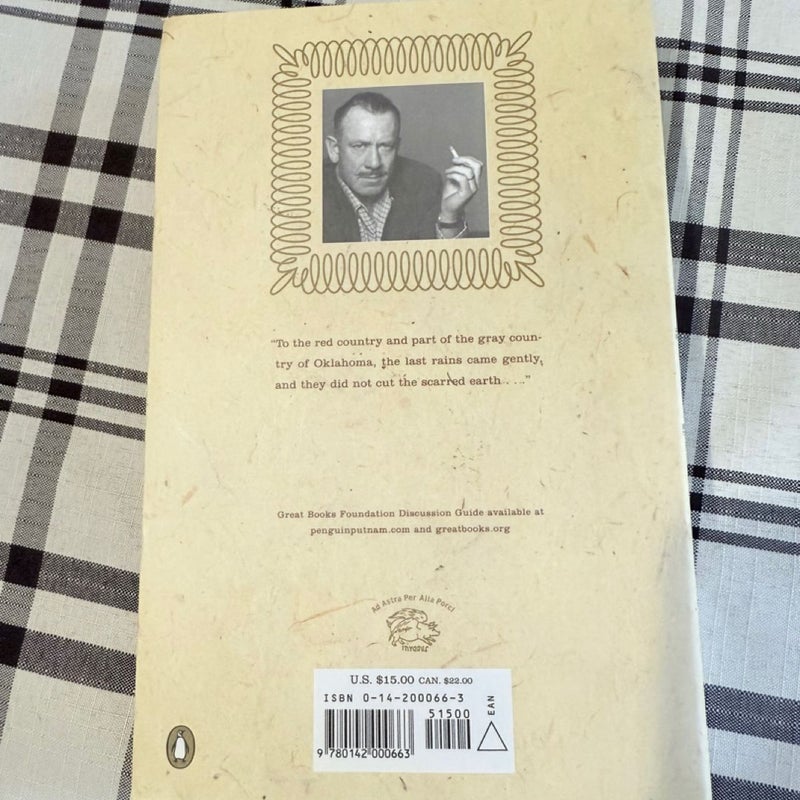 "To the red country and part of the gray coun-
try of Oklahoma, the last rains came gently,
and they did not cut the scarred earth. . . ."
Great Books Foundation Discussion Guide available at
penguinputnam.com and greatbooks.org
Ad Astra Per Alia Porci
U.S. $15.00 CAN. $22.00
ISBN 0-14-200066-3
51500
EAN
9 780142 000663